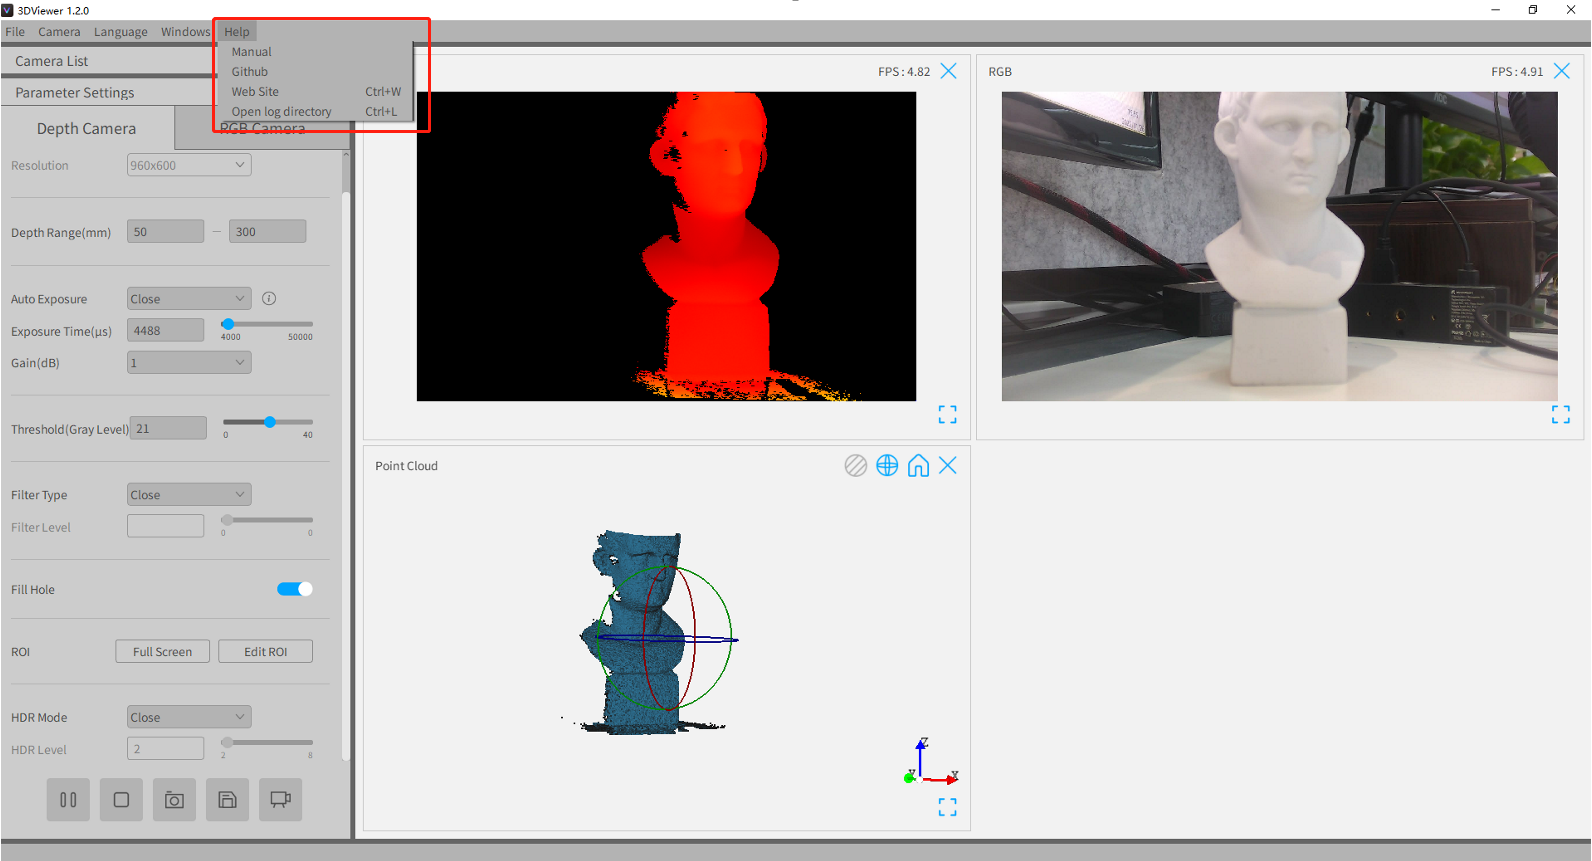 3DViewer 1.2.0
File Camera Language Windows Help
Manual
Github
Web Site Ctrl+W
Open log directory Ctrl+L
Camera List
Parameter Settings
Depth Camera
RGB Camera
Resolution 960x600
Depth Range(mm) 50 — 300
Auto Exposure Close
Exposure Time(μs) 4488
4000 50000
Gain(dB) 1
Threshold(Gray Level) 21
0 40
Filter Type Close
Filter Level
0 0
Fill Hole
ROI Full Screen Edit ROI
HDR Mode Close
HDR Level 2
2 8
FPS : 4.82
RGB FPS : 4.91
AOC
Point Cloud
Z
Y X